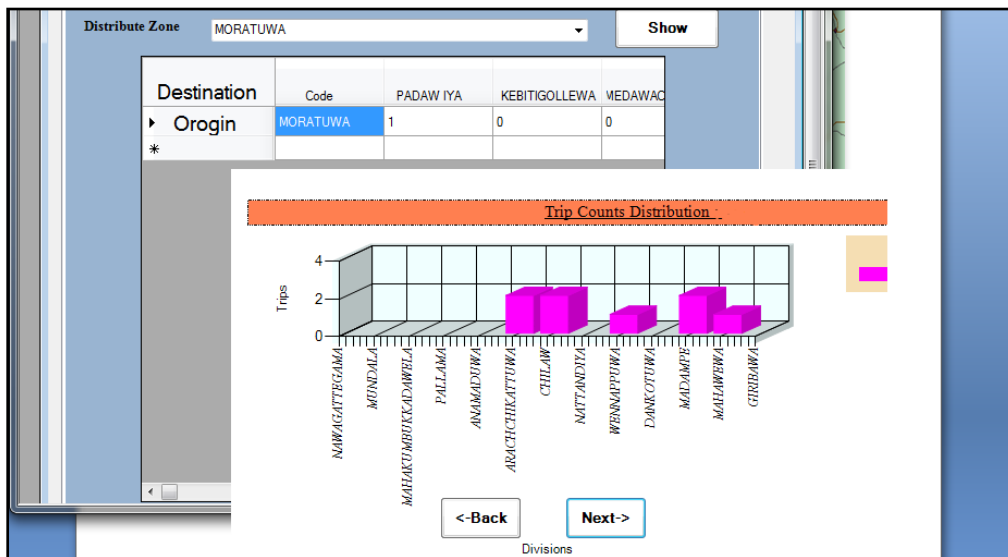 Distribute Zone MORATUWA Show
Destination Code PADAW IYA KEBITIGOLLEWA MEDAWAC
Orogin MORATUWA 1 0 0
*
Trip Counts Distribution :
4
2
0
Trips
NAWAGATTEGAMA
MUNDALA
MAHAKUMBUKKADAWELA
PALLAMA
ANAMADUWA
ARACHCHIKATTUWA
CHILAW
NATTANDIYA
WENNAPPUWA
DANKOTUWA
MADAMPE
MAHAWEWA
GIRIBAWA
<-Back Next->
Divisions